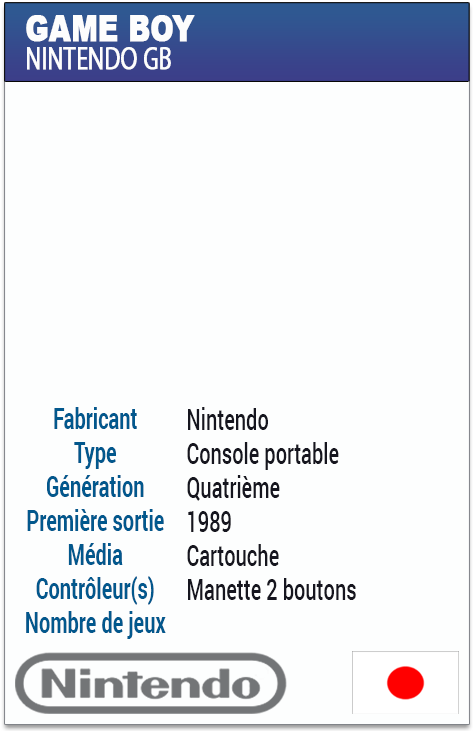 GAME BOY
NINTENDO GB
Fabricant Nintendo
Type Console portable
Génération Quatrième
Première sortie 1989
Média Cartouche
Contrôleur(s) Manette 2 boutons
Nombre de jeux
Nintendo